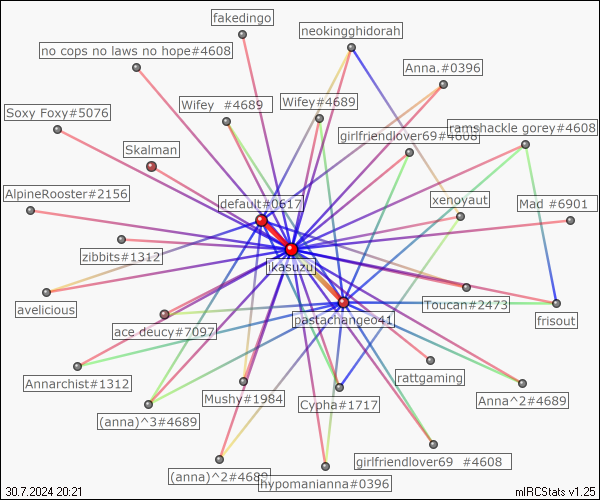 fakedingo
neokingghidorah
no cops no laws no hope#4608
Anna.#0396
Wifey  #4689
Wifey#4689
Soxy Foxy#5076
girlfriendlover69#4608
ramshackle gorey#4608
Skalman
AlpineRooster#2156
default#0617
xenoyaut
Mad #6901
zibbits#1312
ikasuzu
avelicious
Toucan#2473
frisout
ace deucy#7097
pastachangeo41
Annarchist#1312
rattgaming
Mushy#1984
Cypha#1717
Anna^2#4689
(anna)^3#4689
(anna)^2#4689
girlfriendlover69  #4608
hypomanianna#0396
30.7.2024 20:21
mIRCStats v1.25